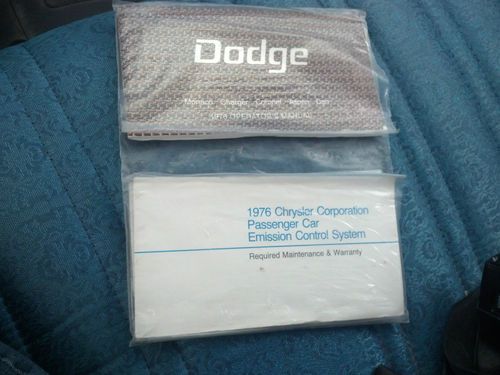 Dodge
Monaco Charger Coronet Aspen Dart
1976 OPERATOR'S MANUAL
1976 Chrysler Corporation
Passenger Car
Emission Control System
Required Maintenance & Warranty